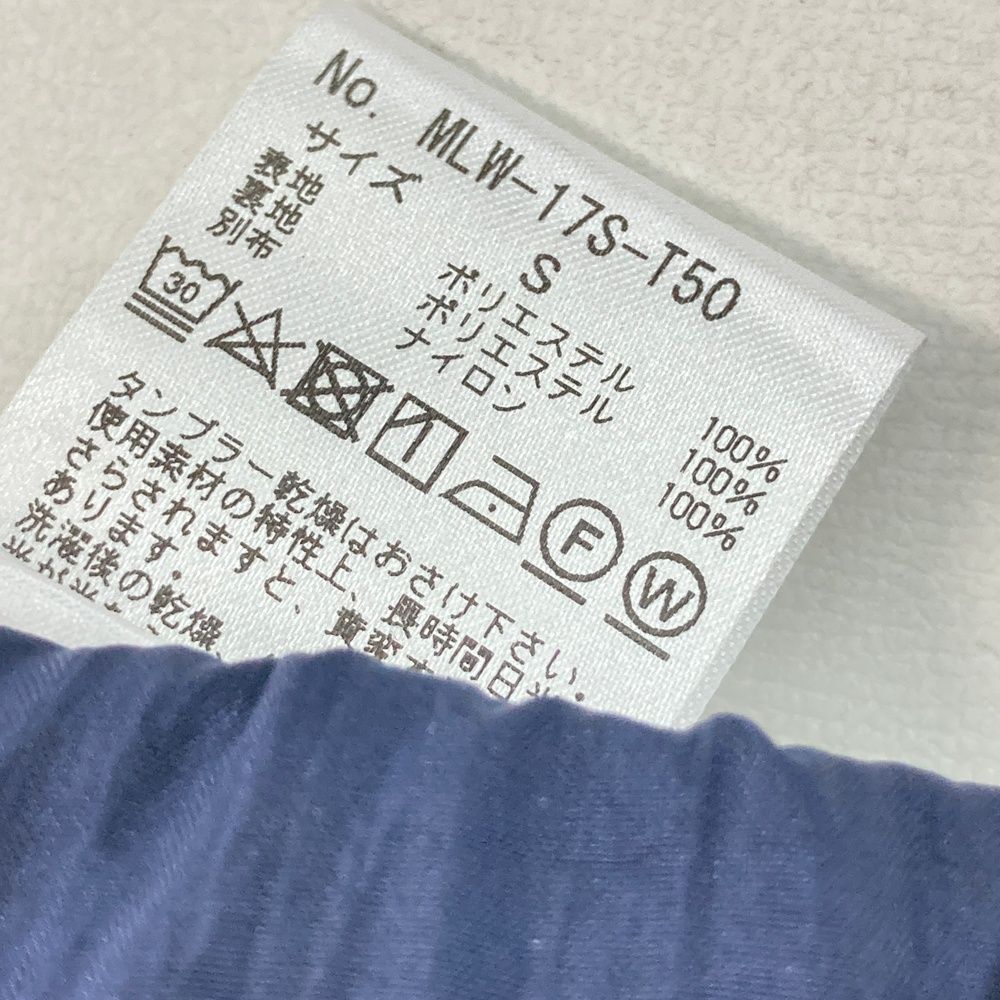 No. MLW-17S-T50
サイズ S
表地 ポリエステル 100%
裏地 ポリエステル 100%
別布 ナイロン 100%
30 F W
タンブラー乾燥はおさけ下さい。
使用素材の特性上、長時間日光
さらされますと、黄変す
あります。
洗濯後の乾燥、